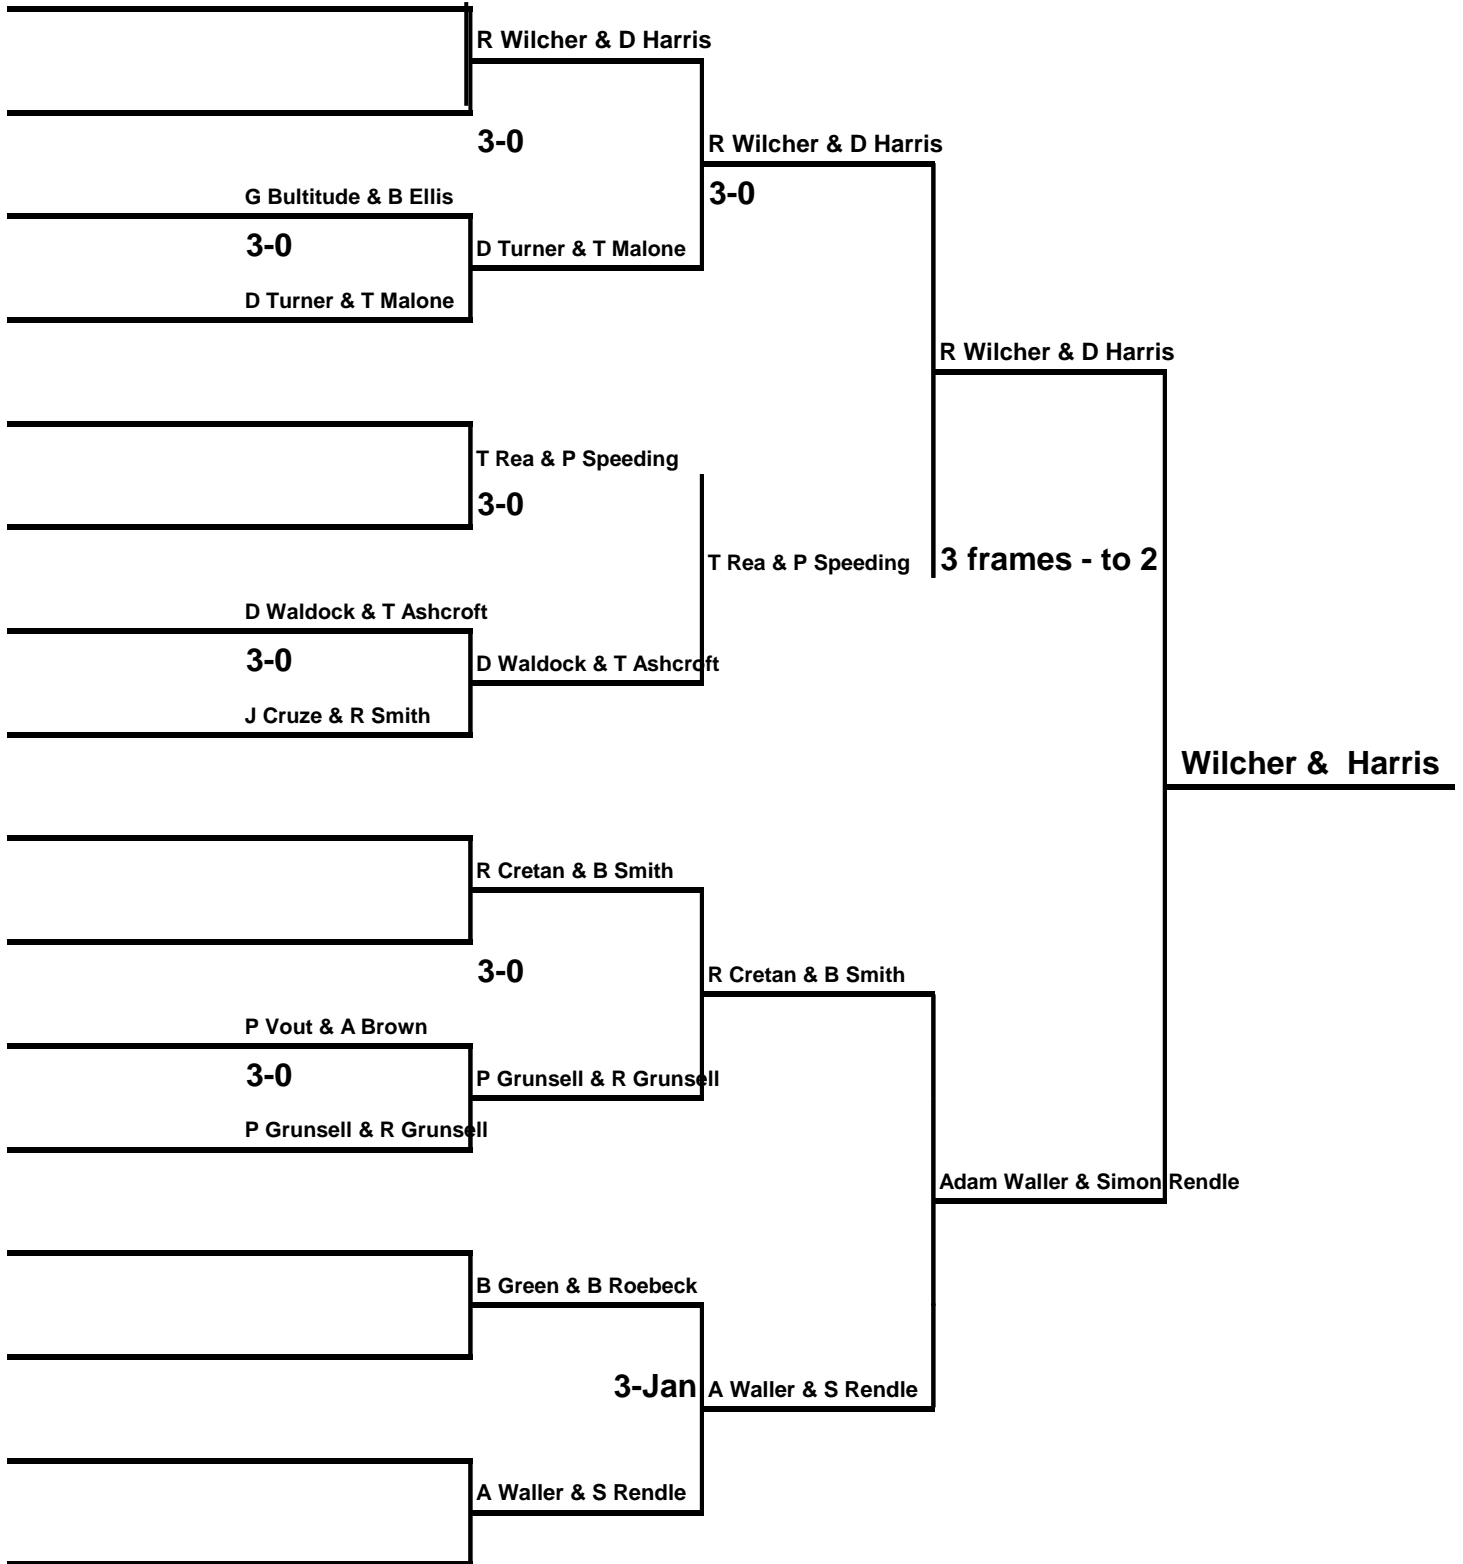 R Wilcher & D Harris
3-0
R Wilcher & D Harris
G Bultitude & B Ellis
3-0
3-0
D Turner & T Malone
D Turner & T Malone
R Wilcher & D Harris
T Rea & P Speeding
3-0
T Rea & P Speeding
3 frames - to 2
D Waldock & T Ashcroft
3-0
D Waldock & T Ashcroft
J Cruze & R Smith
Wilcher &  Harris
R Cretan & B Smith
3-0
R Cretan & B Smith
P Vout & A Brown
3-0
P Grunsell & R Grunsell
P Grunsell & R Grunsell
Adam Waller & Simon Rendle
B Green & B Roebeck
3-Jan
A Waller & S Rendle
A Waller & S Rendle